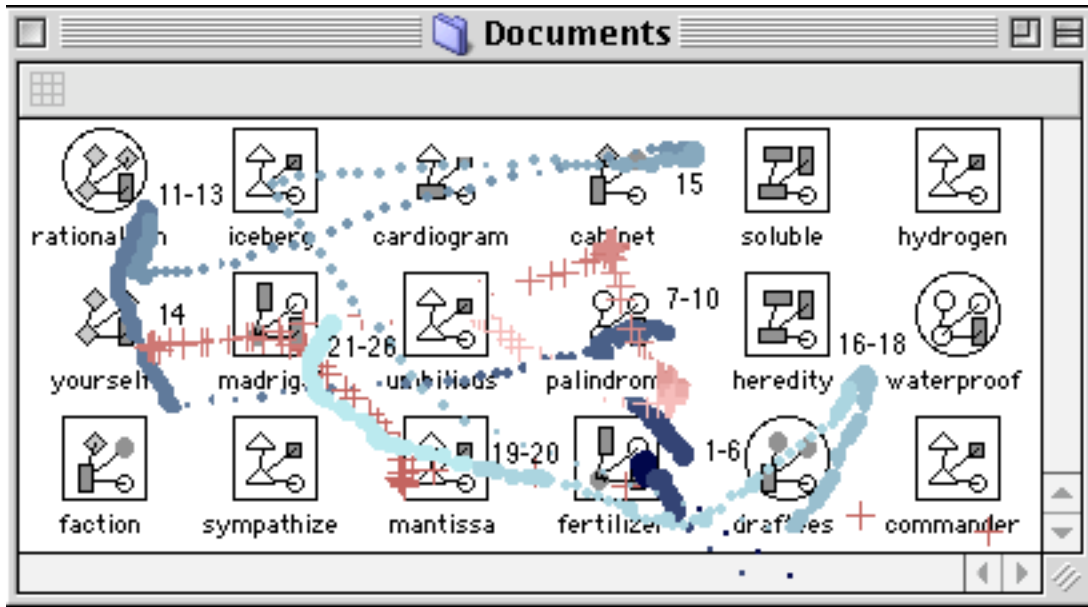 Documents
11-13
15
iceberg cardiogram cabinet soluble hydrogen
14
7-10
21-26
16-18
yourself madrigal palindrome heredity waterproof
19-20
1-6
faction sympathize mantissa fertilizer draftees commander